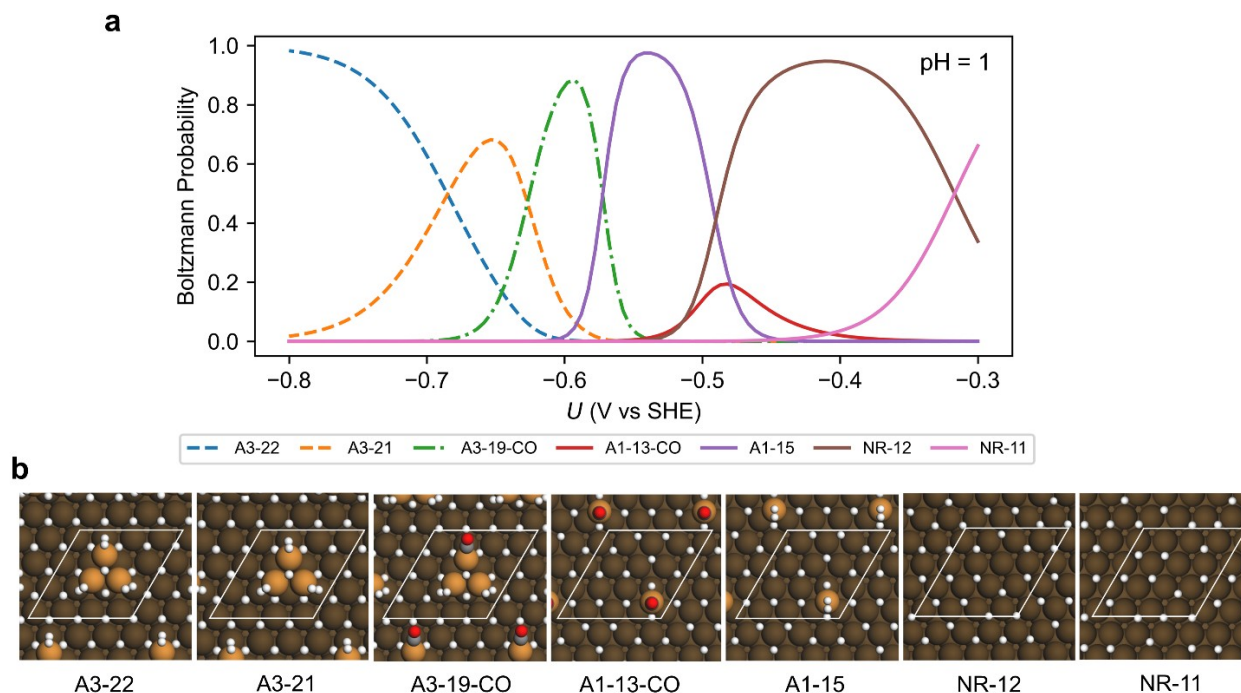 a
pH = 1
1.0
0.8
0.6
0.4
0.2
0.0
Boltzmann Probability
−0.8 −0.7 −0.6 −0.5 −0.4 −0.3
U (V vs SHE)
A3-22 A3-21 A3-19-CO A1-13-CO A1-15 NR-12 NR-11
b
A3-22 A3-21 A3-19-CO A1-13-CO A1-15 NR-12 NR-11